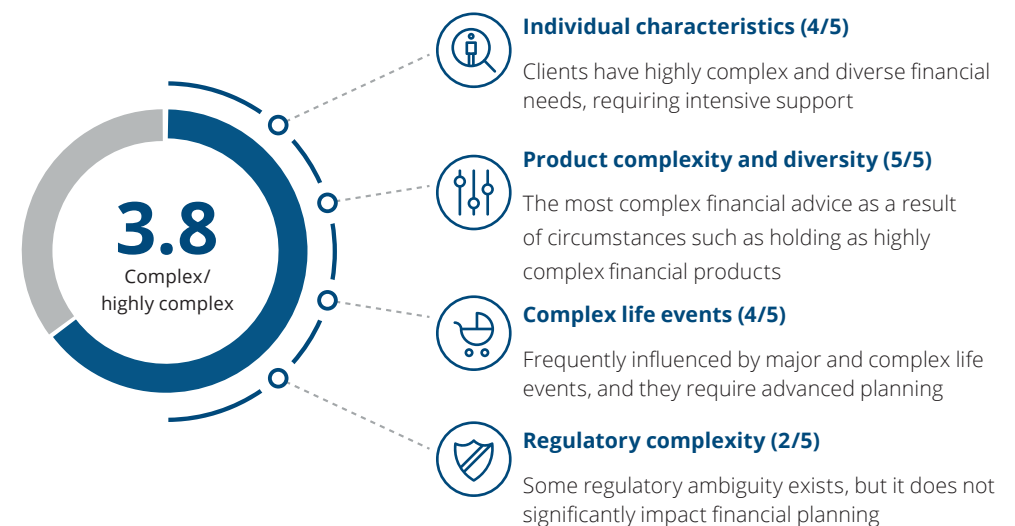 3.8
Complex/
highly complex
Individual characteristics (4/5)
Clients have highly complex and diverse financial
needs, requiring intensive support
Product complexity and diversity (5/5)
The most complex financial advice as a result
of circumstances such as holding as highly
complex financial products
Complex life events (4/5)
Frequently influenced by major and complex life
events, and they require advanced planning
Regulatory complexity (2/5)
Some regulatory ambiguity exists, but it does not
significantly impact financial planning